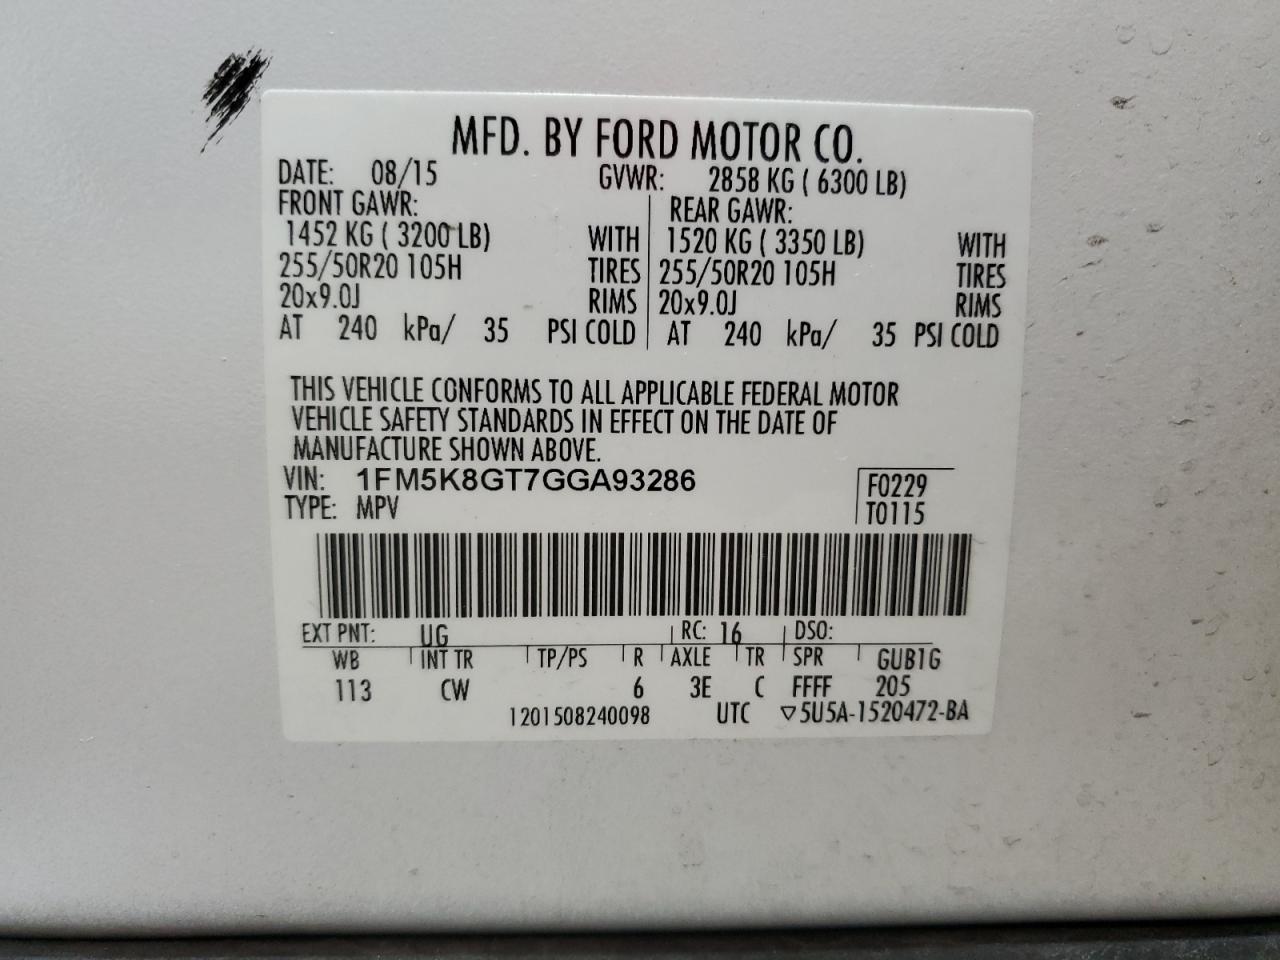 MFD. BY FORD MOTOR CO.
DATE: 08/15 GVWR: 2858 KG ( 6300 LB)
FRONT GAWR: REAR GAWR:
1452 KG ( 3200 LB) WITH 1520 KG ( 3350 LB) WITH
255/50R20 105H TIRES 255/50R20 105H TIRES
20x9.0J RIMS 20x9.0J RIMS
AT 240 kPa/ 35 PSI COLD AT 240 kPa/ 35 PSI COLD
THIS VEHICLE CONFORMS TO ALL APPLICABLE FEDERAL MOTOR
VEHICLE SAFETY STANDARDS IN EFFECT ON THE DATE OF
MANUFACTURE SHOWN ABOVE.
VIN: 1FM5K8GT7GGA93286 F0229
TYPE: MPV T0115
EXT PNT: UG RC: 16 DSO:
WB INT TR TP/PS R AXLE TR SPR GUB1G
113 CW 6 3E C FFFF 205
1201508240098 UTC ▽5U5A-1520472-BA